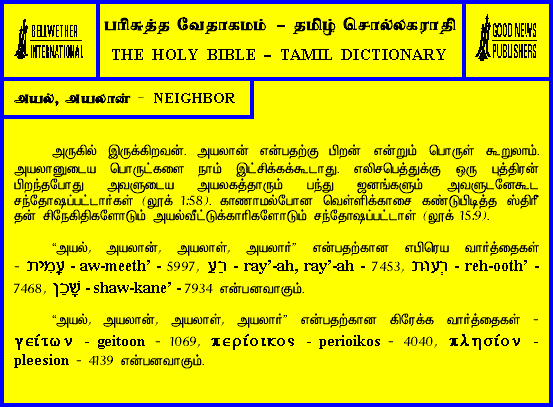 BELLWETHER
INTERNATIONAL
பரிசுத்த வேதாகமம் – தமிழ் சொல்லகராதி
THE HOLY BIBLE – TAMIL DICTIONARY
GOOD NEWS
PUBLISHERS
அயல், அயலான் - NEIGHBOR
அருகில் இருக்கிறவன். அயலான் என்பதற்கு பிறன் என்றும் பொருள் கூறுலாம்.
அயலானுடைய பொருட்களை நாம் இச்சிக்கக்கூடாது. எலிசபெத்துக்கு ஒரு புத்திரன்
பிறந்தபோது அவளுடைய அயலகத்தாரும் பந்து ஜனங்களும் அவளுடனேகூட
சந்தோஷப்பட்டார்கள் (லூக் 1:58). காணாமல்போன வெள்ளிக்காசை கண்டுபிடித்த ஸ்திரீ
தன் சிநேகிதிகளோடும் அயல்வீட்டுக்காரிகளோடும் சந்தோஷப்பட்டாள் (லூக் 15:9).
“அயல், அயலான், அயலாள், அயலார்” என்பதற்கான எபிரெய வார்த்தைகள்
- עָמִית - aw-meeth’ - 5997, רֵעַ - ray’-ah, ray’-ah - 7453, רְעוּת - reh-ooth’ -
7468, שָׁכֵן - shaw-kane’ - 7934 என்பனவாகும்.
“அயல், அயலான், அயலாள், அயலார்” என்பதற்கான கிரேக்க வார்த்தைகள் -
γείτων - geitoon - 1069, περίοικος - perioikos - 4040, πλησίον -
pleesion - 4139 என்பனவாகும்.